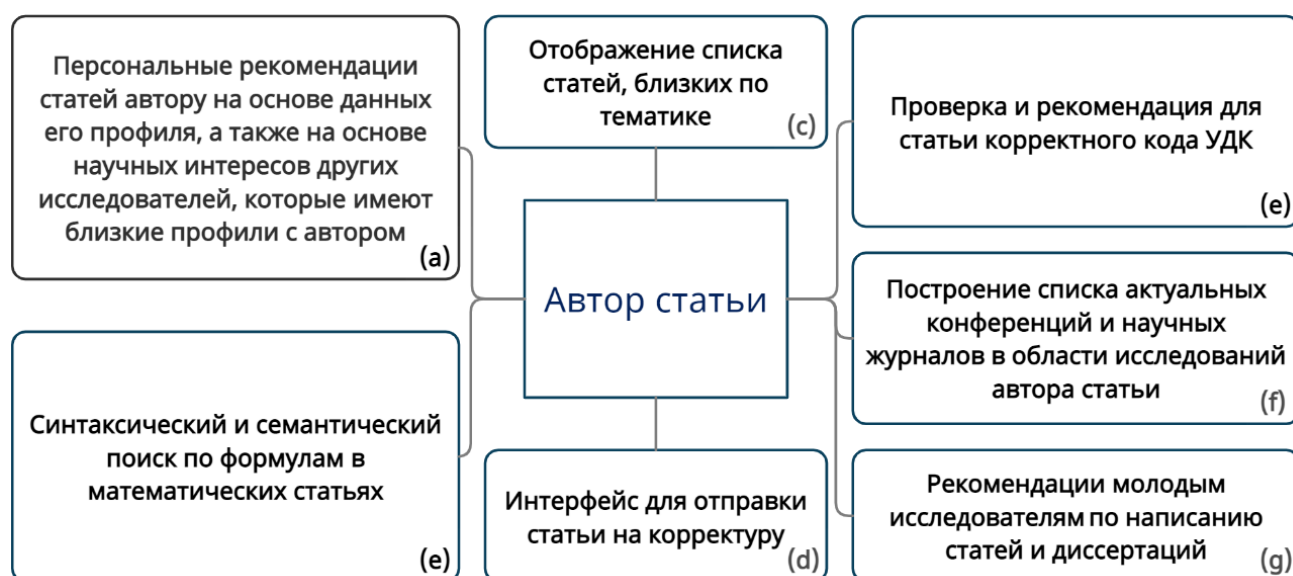 Персональные рекомендации
статей автору на основе данных
его профиля, а также на основе
научных интересов других
исследователей, которые имеют
близкие профили с автором
(a)
Отображение списка
статей, близких по
тематике
(c)
Проверка и рекомендация для
статьи корректного кода УДК
(e)
Автор статьи
Построение списка актуальных
конференций и научных
журналов в области исследований
автора статьи
(f)
Синтаксический и семантический
поиск по формулам в
математических статьях
(e)
Интерфейс для отправки
статьи на корректуру
(d)
Рекомендации молодым
исследователям по написанию
статей и диссертаций
(g)